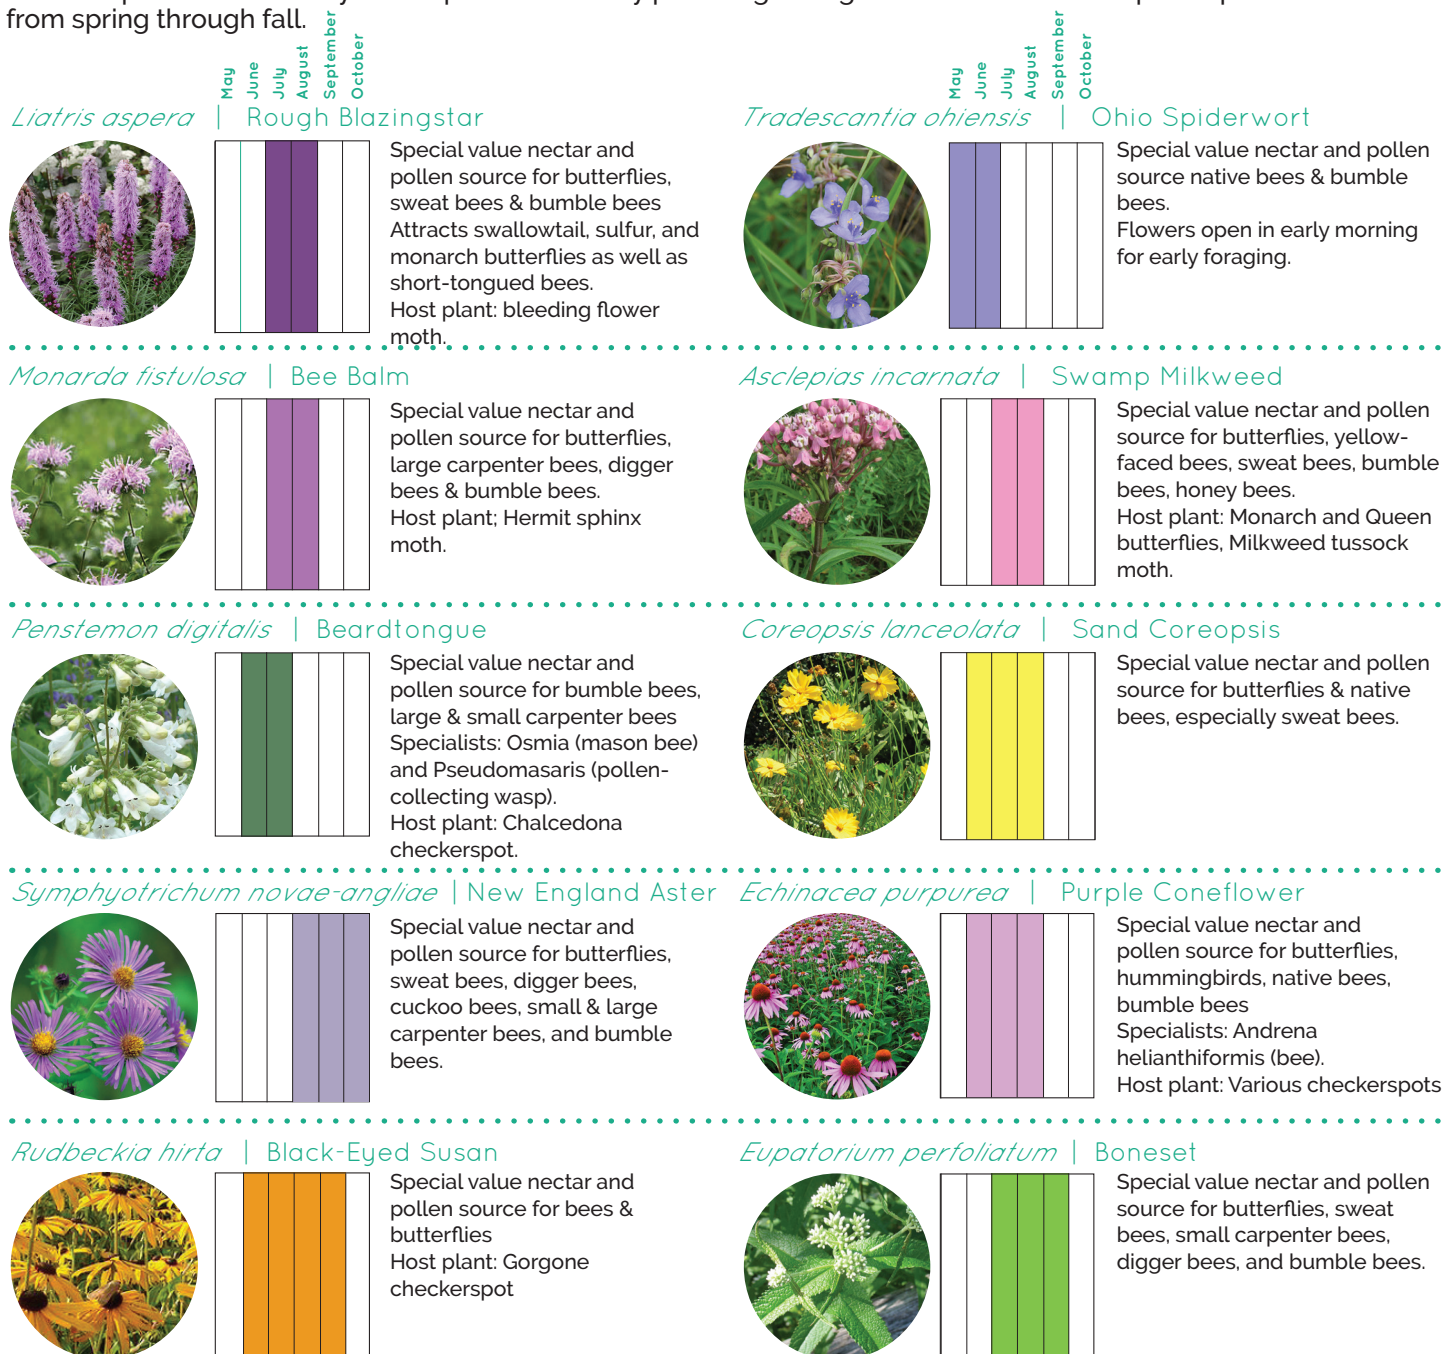 from spring through fall.
May
June
July
August
September
October
May
June
July
August
September
October
Liatris aspera | Rough Blazingstar
Special value nectar and
pollen source for butterflies,
sweat bees & bumble bees
Attracts swallowtail, sulfur, and
monarch butterflies as well as
short-tongued bees.
Host plant: bleeding flower
moth.
Tradescantia ohiensis | Ohio Spiderwort
Special value nectar and pollen
source native bees & bumble
bees.
Flowers open in early morning
for early foraging.
Monarda fistulosa | Bee Balm
Special value nectar and
pollen source for butterflies,
large carpenter bees, digger
bees & bumble bees.
Host plant; Hermit sphinx
moth.
Asclepias incarnata | Swamp Milkweed
Special value nectar and pollen
source for butterflies, yellow-
faced bees, sweat bees, bumble
bees, honey bees.
Host plant: Monarch and Queen
butterflies, Milkweed tussock
moth.
Penstemon digitalis | Beardtongue
Special value nectar and
pollen source for bumble bees,
large & small carpenter bees
Specialists: Osmia (mason bee)
and Pseudomasaris (pollen-
collecting wasp).
Host plant: Chalcedona
checkerspot.
Coreopsis lanceolata | Sand Coreopsis
Special value nectar and pollen
source for butterflies & native
bees, especially sweat bees.
Symphyotrichum novae-angliae | New England Aster
Special value nectar and
pollen source for butterflies,
sweat bees, digger bees,
cuckoo bees, small & large
carpenter bees, and bumble
bees.
Echinacea purpurea | Purple Coneflower
Special value nectar and
pollen source for butterflies,
hummingbirds, native bees,
bumble bees
Specialists: Andrena
helianthiformis (bee).
Host plant: Various checkerspots
Rudbeckia hirta | Black-Eyed Susan
Special value nectar and
pollen source for bees &
butterflies
Host plant: Gorgone
checkerspot
Eupatorium perfoliatum | Boneset
Special value nectar and pollen
source for butterflies, sweat
bees, small carpenter bees,
digger bees, and bumble bees.